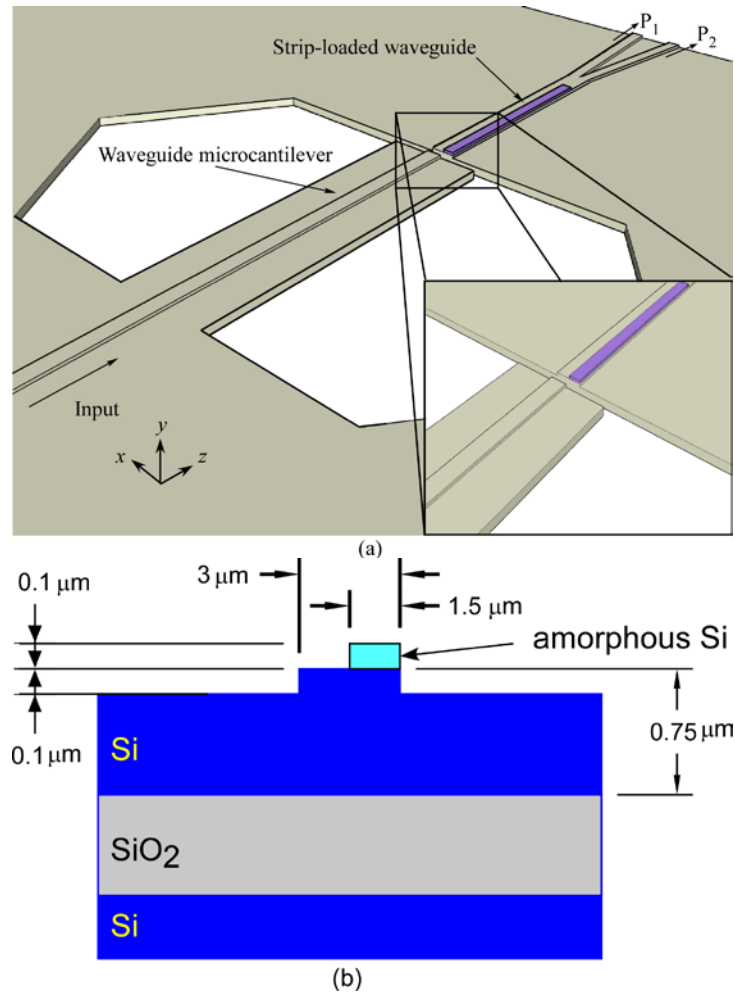 P1
P2
Strip-loaded waveguide
Waveguide microcantilever
Input
y
x
z
(a)
0.1 μm
3 μm
1.5 μm
amorphous Si
0.75 μm
0.1 μm
Si
SiO2
Si
(b)